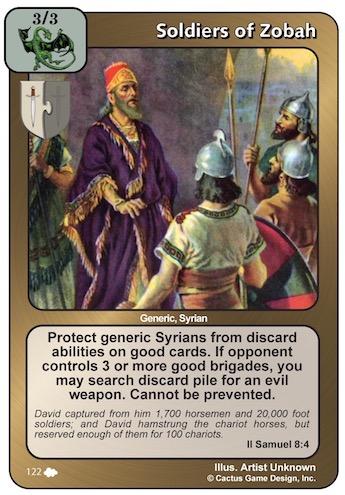 3/3
Soldiers of Zobah
Generic, Syrian
Protect generic Syrians from discard
abilities on good cards. If opponent
controls 3 or more good brigades, you
may search discard pile for an evil
weapon. Cannot be prevented.
David captured from him 1,700 horsemen and 20,000 foot
soldiers; and David hamstrung the chariot horses, but
reserved enough of them for 100 chariots.
II Samuel 8:4
122
Illus. Artist Unknown
© Cactus Game Design, Inc.